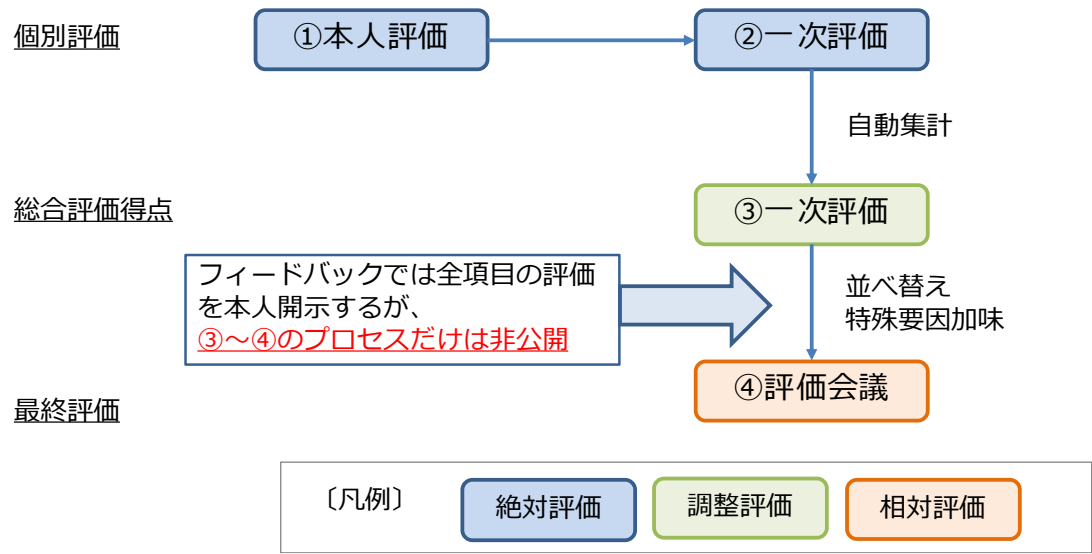 個別評価
①本人評価
②一次評価
自動集計
総合評価得点
③一次評価
フィードバックでは全項目の評価
を本人開示するが、
③～④のプロセスだけは非公開
並べ替え
特殊要因加味
④評価会議
最終評価
〔凡例〕
絶対評価
調整評価
相対評価